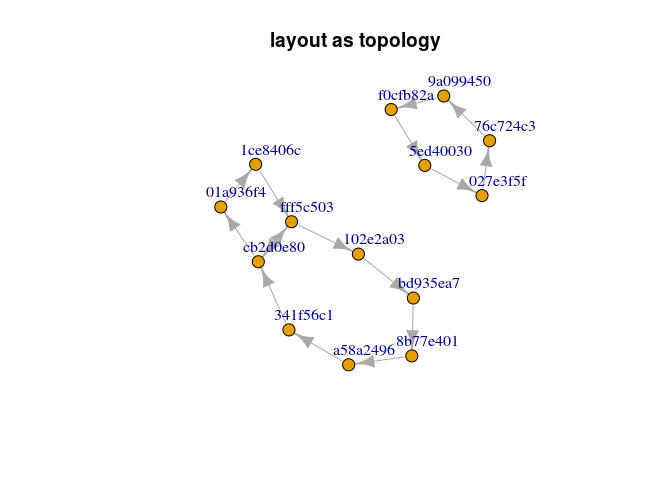 layout as topology
9a099450
f0cfb82a
76c724c3
5ed40030
1ce8406c
027e3f5f
01a936f4
fff5c503
102e2a03
cb2d0e80
bd935ea7
341f56c1
8b77e401
a58a2496